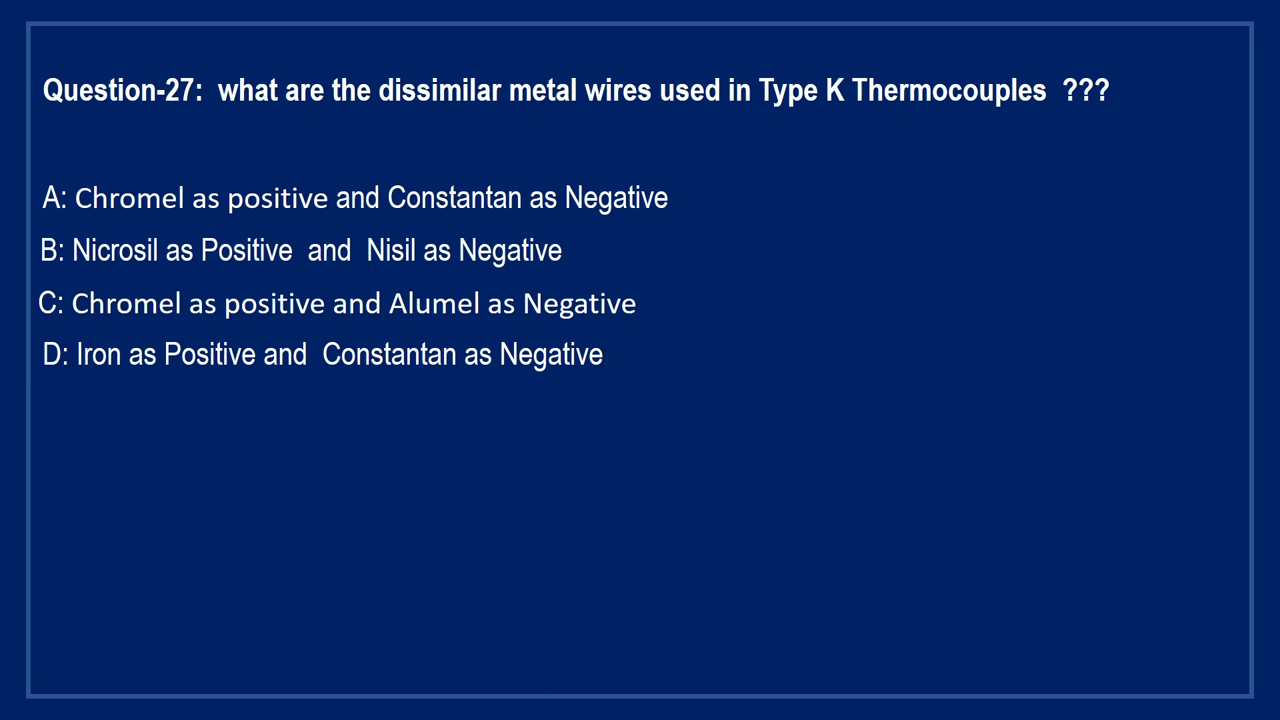 Question-27: what are the dissimilar metal wires used in Type K Thermocouples ???
A: Chromel as positive and Constantan as Negative
B: Nicrosil as Positive and Nisil as Negative
C: Chromel as positive and Alumel as Negative
D: Iron as Positive and Constantan as Negative